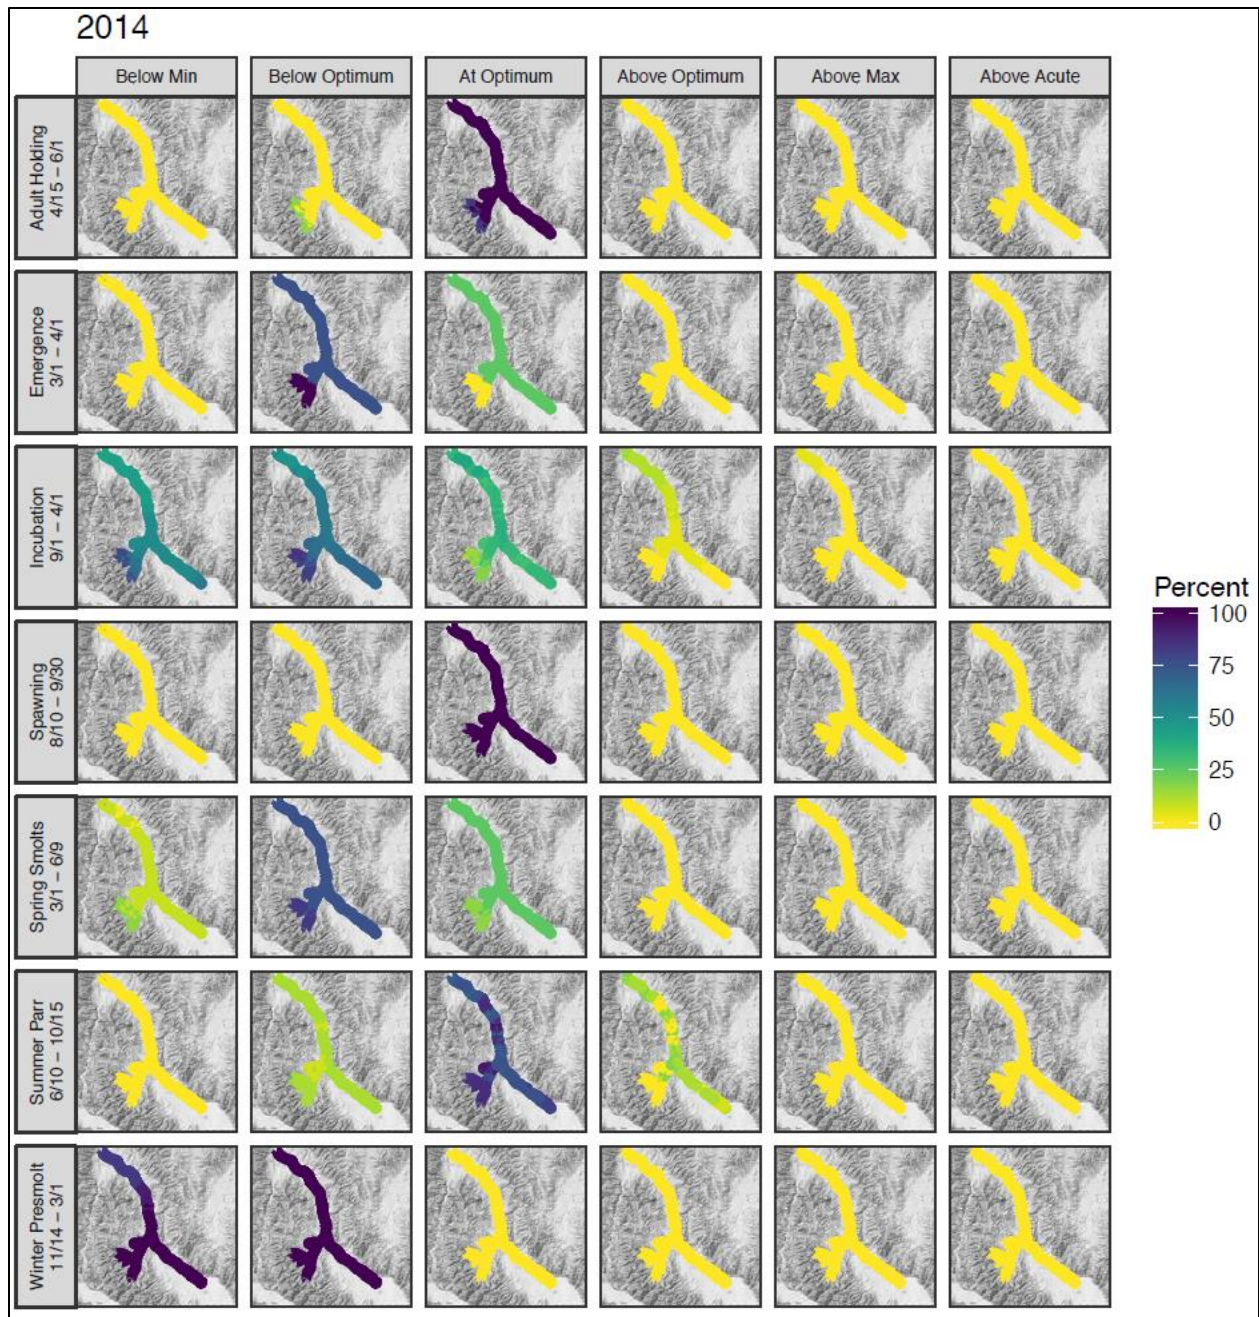 2014
Below Min
Below Optimum
At Optimum
Above Optimum
Above Max
Above Acute
Adult Holding
4/15 – 6/1
Emergence
3/1 – 4/1
Incubation
9/1 – 4/1
Spawning
8/10 – 9/30
Spring Smolts
3/1 – 6/9
Summer Parr
6/10 – 10/15
Winter Presmolt
11/14 – 3/1
Percent
100
75
50
25
0